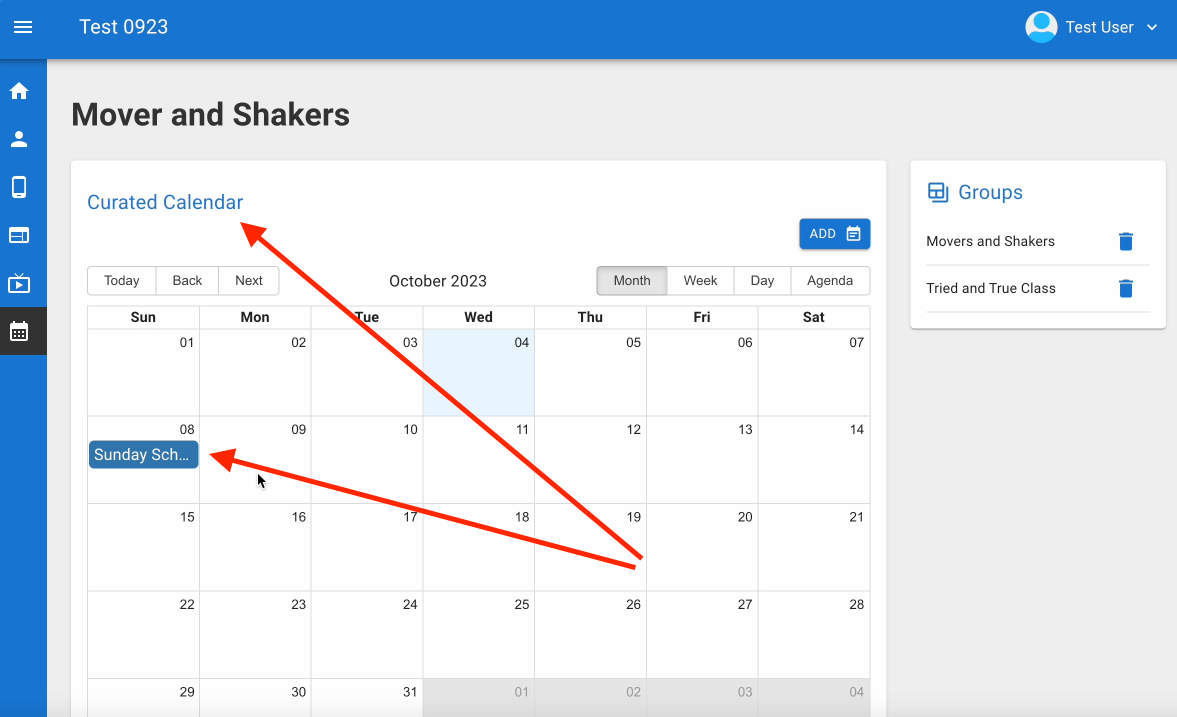 Test 0923
Test User
Mover and Shakers
Curated Calendar
ADD
Today Back Next October 2023 Month Week Day Agenda
Sun Mon Tue Wed Thu Fri Sat
01 02 03 04 05 06 07
08 09 10 11 12 13 14
Sunday Sch...
15 16 17 18 19 20 21
22 23 24 25 26 27 28
29 30 31 01 02 03 04
Groups
Movers and Shakers
Tried and True Class